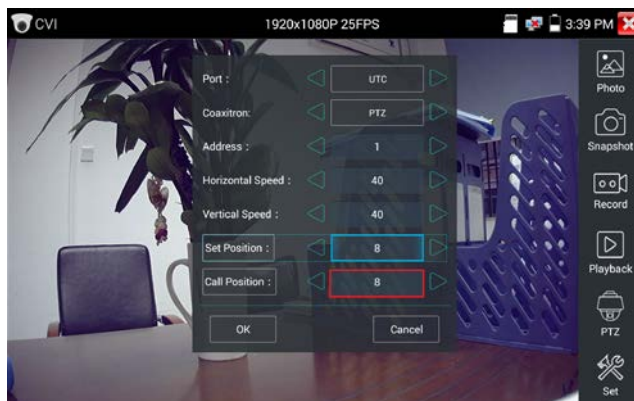 CVI 1920x1080P 25FPS 3:39 PM
Port : UTC
Coaxitron: PTZ
Address : 1
Horizontal Speed : 40
Vertical Speed : 40
Set Position : 8
Call Position : 8
OK Cancel
Photo
Snapshot
Record
Playback
PTZ
Set